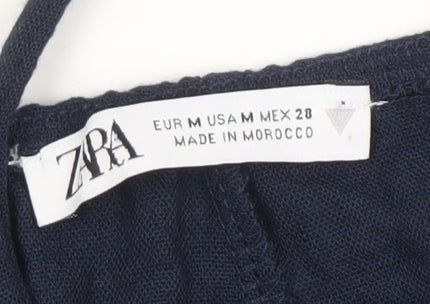 ZARA
EUR M USA M MEX 28
MADE IN MOROCCO